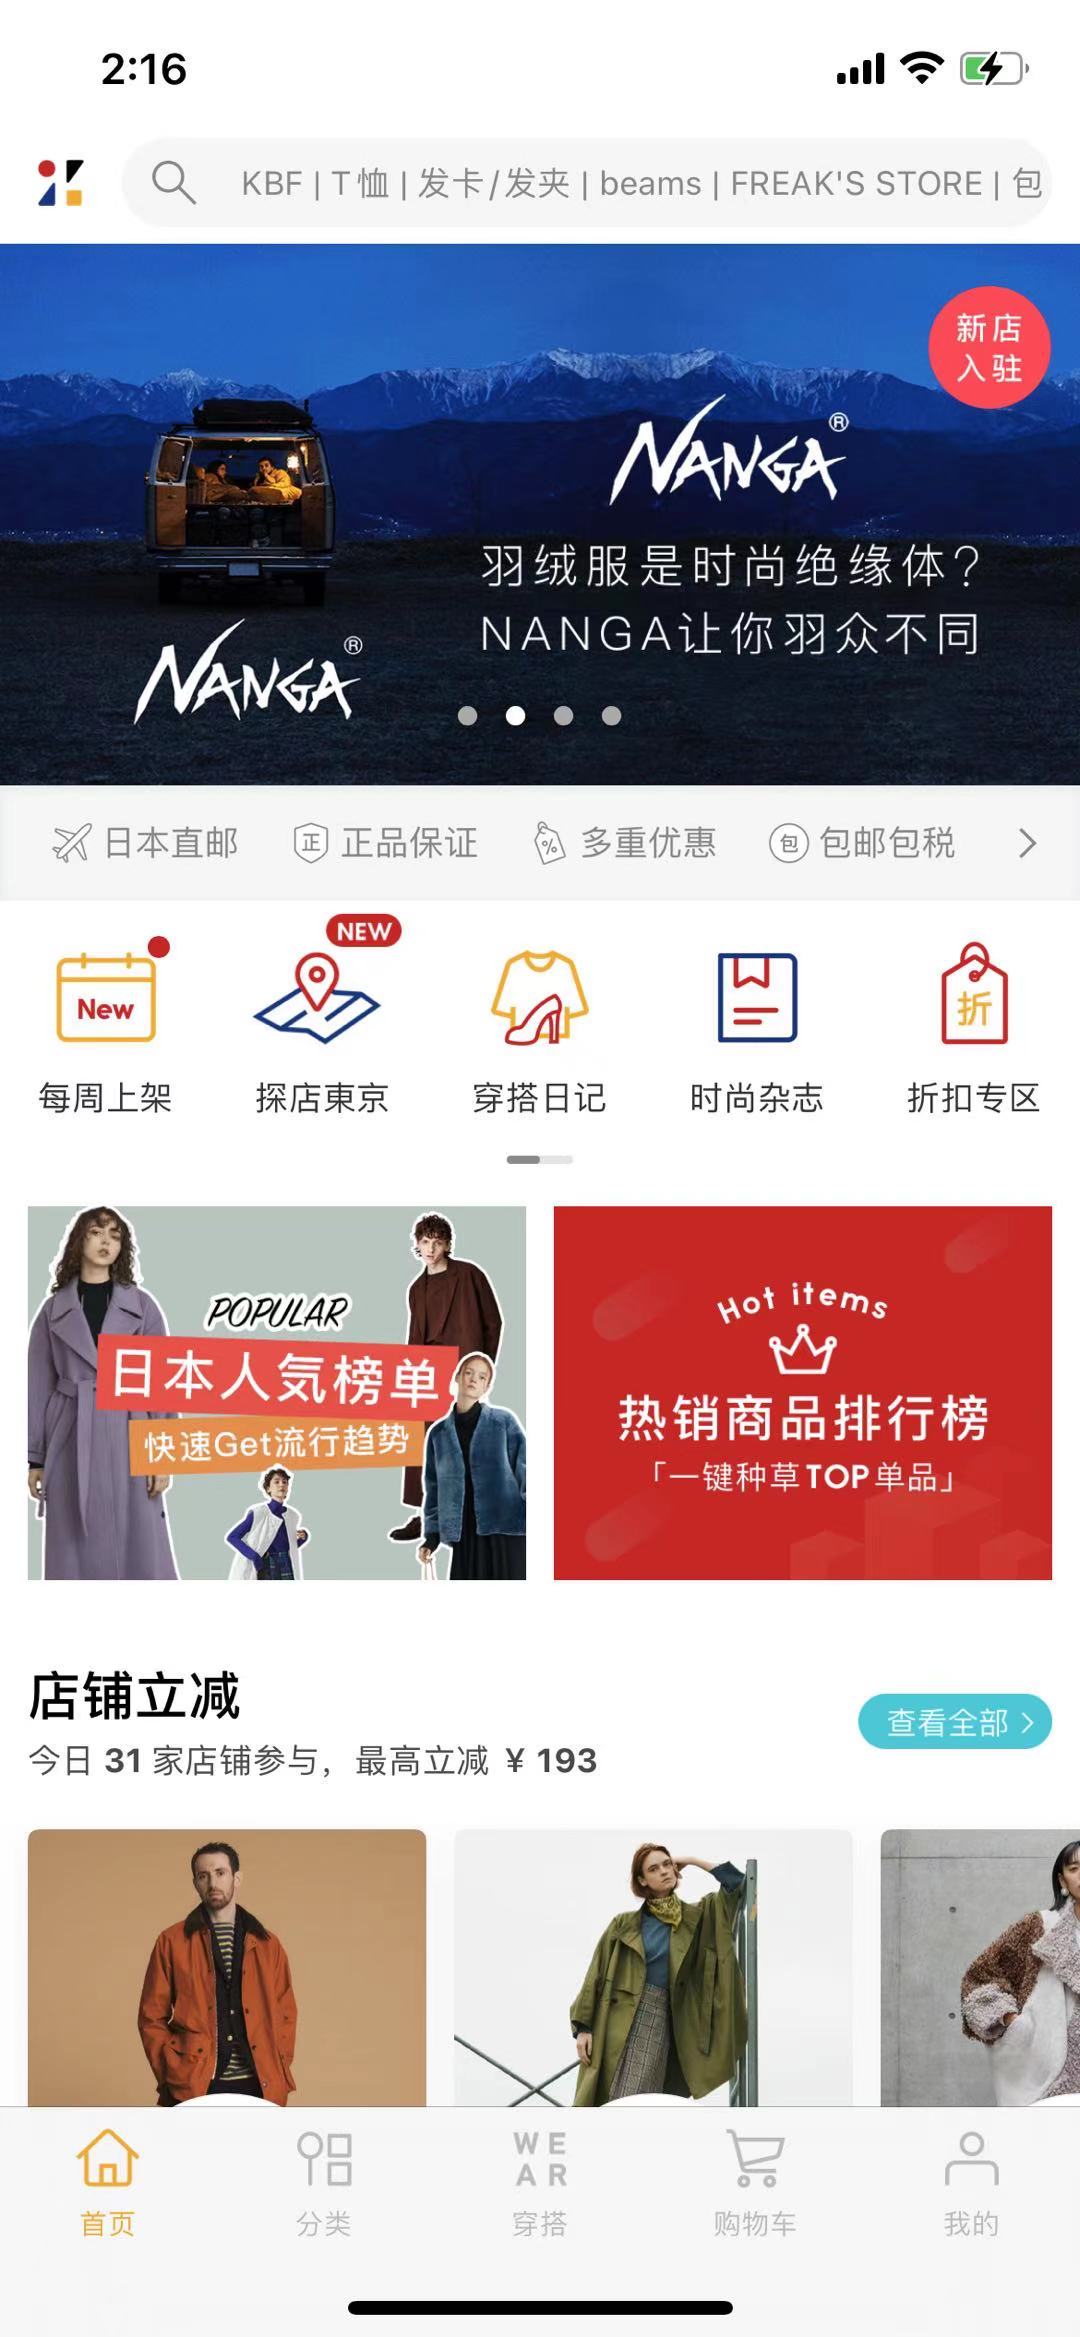 2:16
KBF | T恤 | 发卡/发夹 | beams | FREAK'S STORE | 包
新店
入驻
NANGA®
羽绒服是时尚绝缘体？
NANGA让你羽众不同
NANGA®
日本直邮
正 正品保证
% 多重优惠
包 包邮包税
NEW
New
折
每周上架
探店東京
穿搭日记
时尚杂志
折扣专区
POPULAR
日本人気榜单
快速Get流行趋势
Hot items
热销商品排行榜
「一键种草TOP单品」
店铺立减
查看全部
今日 31 家店铺参与，最高立减 ¥ 193
WE
AR
首页
分类
穿搭
购物车
我的